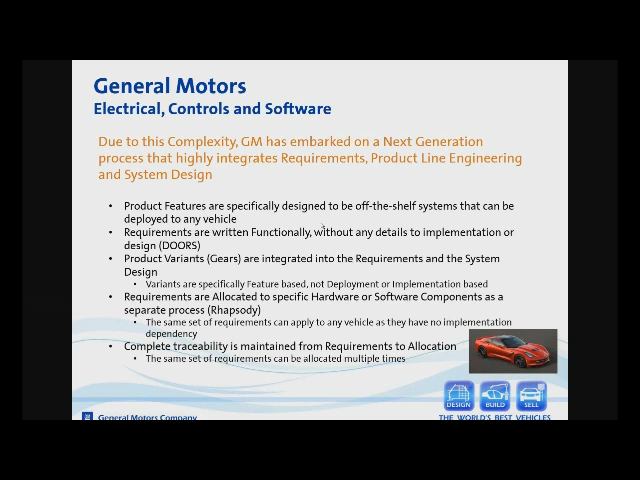 General Motors
Electrical, Controls and Software
Due to this Complexity, GM has embarked on a Next Generation
process that highly integrates Requirements, Product Line Engineering
and System Design
• Product Features are specifically designed to be off-the-shelf systems that can be
deployed to any vehicle
• Requirements are written Functionally, without any details to implementation or
design (DOORS)
• Product Variants (Gears) are integrated into the Requirements and the System
Design
• Variants are specifically Feature based, not Deployment or Implementation based
• Requirements are Allocated to specific Hardware or Software Components as a
separate process (Rhapsody)
• The same set of requirements can apply to any vehicle as they have no implementation
dependency
• Complete traceability is maintained from Requirements to Allocation
• The same set of requirements can be allocated multiple times
DESIGN BUILD SELL
GM General Motors Company THE WORLD'S BEST VEHICLES